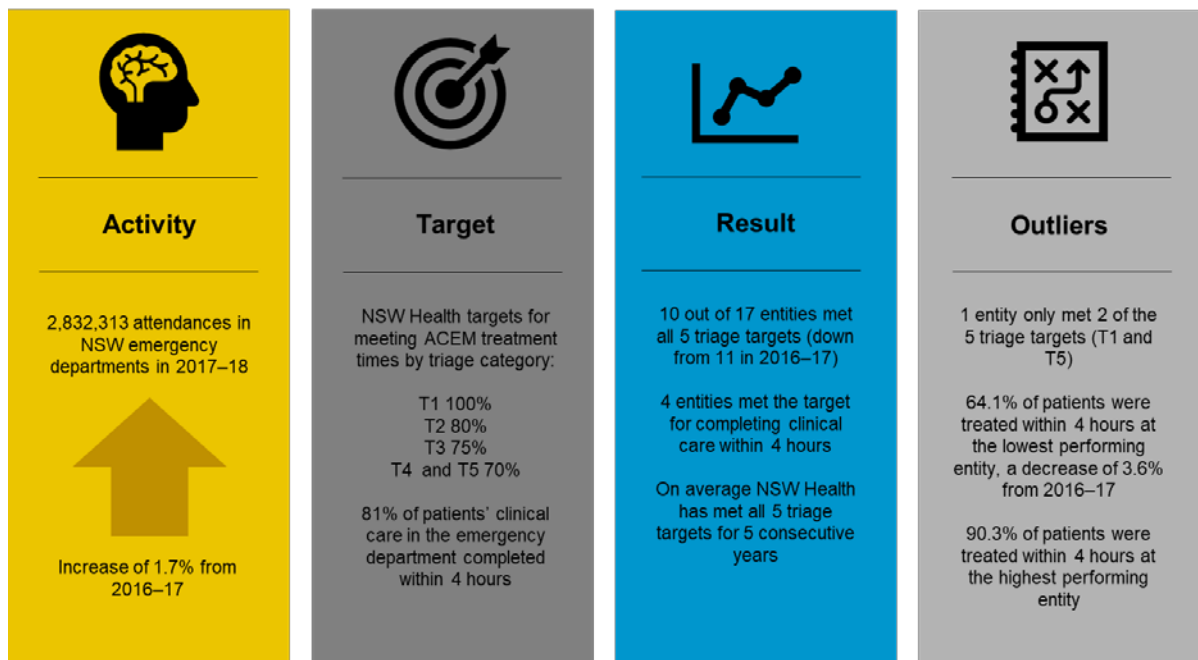 Activity
2,832,313 attendances in
NSW emergency
departments in 2017–18
Increase of 1.7% from
2016–17
Target
NSW Health targets for
meeting ACEM treatment
times by triage category:
T1 100%
T2 80%
T3 75%
T4 and T5 70%
81% of patients’ clinical
care in the emergency
department completed
within 4 hours
Result
10 out of 17 entities met
all 5 triage targets (down
from 11 in 2016–17)
4 entities met the target
for completing clinical
care within 4 hours
On average NSW Health
has met all 5 triage
targets for 5 consecutive
years
Outliers
1 entity only met 2 of the
5 triage targets (T1 and
T5)
64.1% of patients were
treated within 4 hours at
the lowest performing
entity, a decrease of 3.6%
from 2016–17
90.3% of patients were
treated within 4 hours at
the highest performing
entity